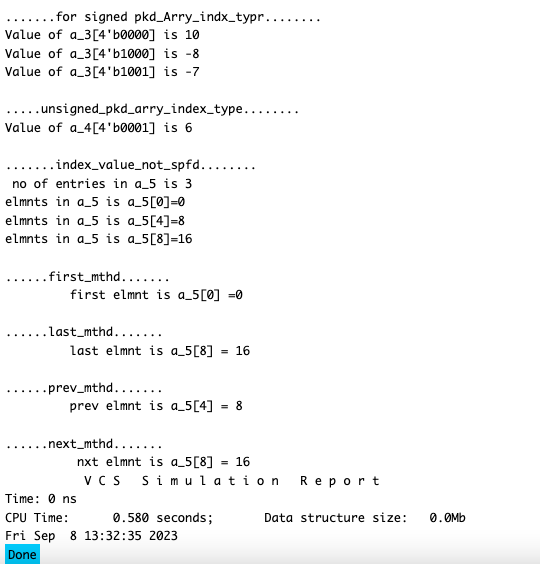 .......for signed pkd_Arry_indx_typr........
Value of a_3[4'b0000] is 10
Value of a_3[4'b1000] is -8
Value of a_3[4'b1001] is -7
.....unsigned_pkd_arry_index_type........
Value of a_4[4'b0001] is 6
.......index_value_not_spfd........
no of entries in a_5 is 3
elmnts in a_5 is a_5[0]=0
elmnts in a_5 is a_5[4]=8
elmnts in a_5 is a_5[8]=16
......first_mthd.......
first elmnt is a_5[0] =0
......last_mthd.......
last elmnt is a_5[8] = 16
......prev_mthd.......
prev elmnt is a_5[4] = 8
......next_mthd.......
nxt elmnt is a_5[8] = 16
V C S   S i m u l a t i o n   R e p o r t
Time: 0 ns
CPU Time:      0.580 seconds;       Data structure size:   0.0Mb
Fri Sep  8 13:32:35 2023
Done